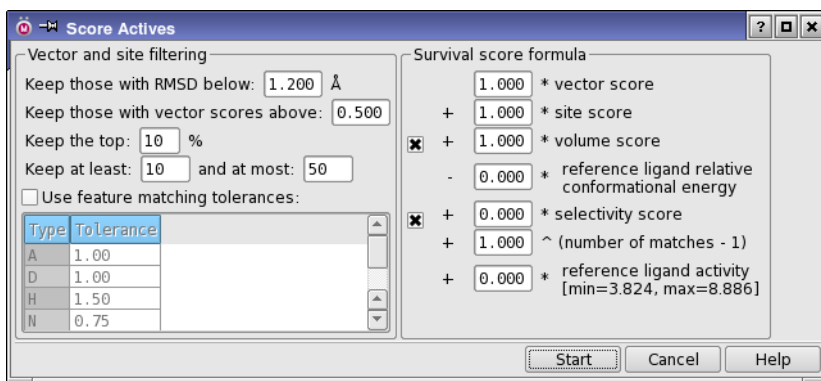 Score Actives
Vector and site filtering
Keep those with RMSD below: 1.200 Å
Keep those with vector scores above: 0.500
Keep the top: 10 %
Keep at least: 10 and at most: 50
Use feature matching tolerances:
Type Tolerance
A 1.00
D 1.00
H 1.50
N 0.75
Survival score formula
1.000 * vector score
+ 1.000 * site score
+ 1.000 * volume score
- 0.000 * reference ligand relative
conformational energy
+ 0.000 * selectivity score
+ 1.000 ^ (number of matches - 1)
+ 0.000 * reference ligand activity
[min=3.824, max=8.886]
Start Cancel Help